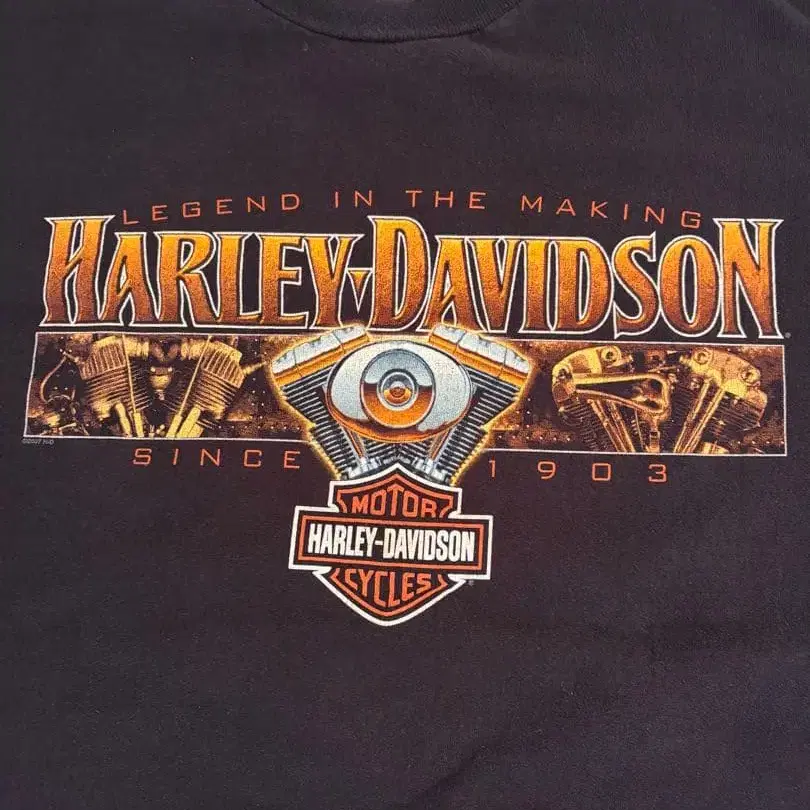 LEGEND IN THE MAKING
HARLEY-DAVIDSON
SINCE 1903
MOTOR
HARLEY-DAVIDSON
CYCLES